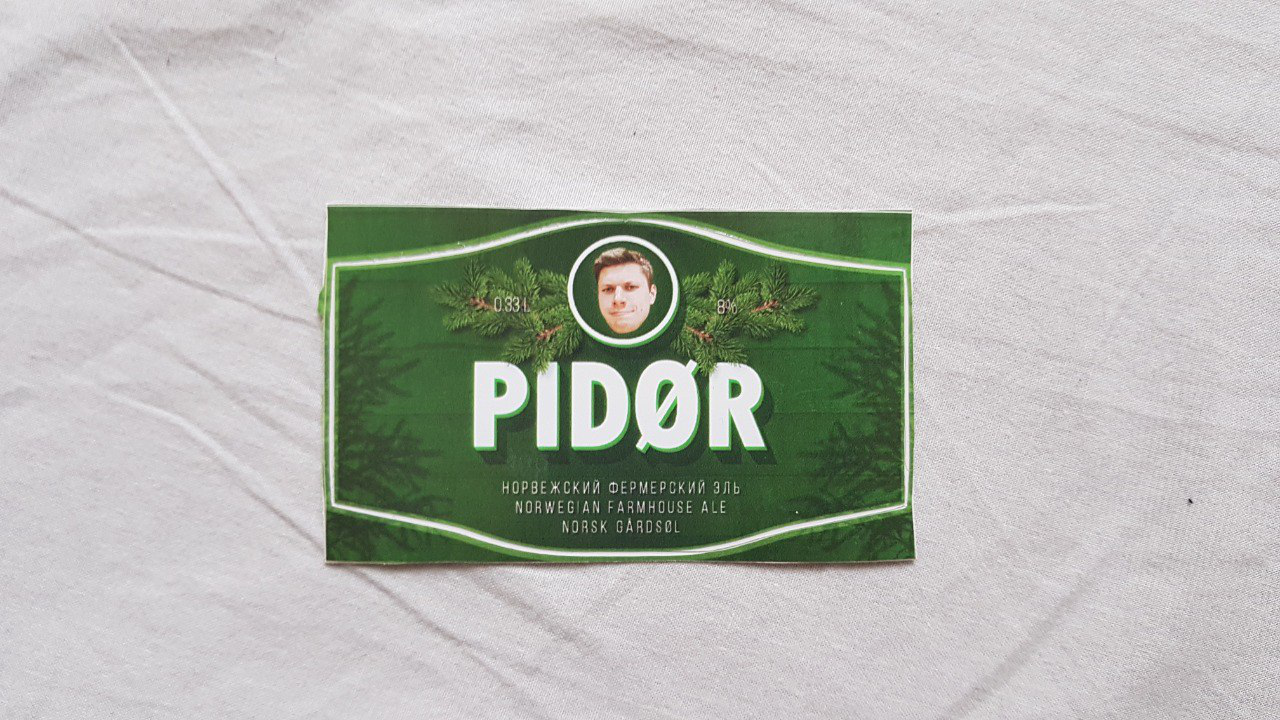 0.33 L
8%
PIDØR
НОРВЕЖСКИЙ ФЕРМЕРСКИЙ ЭЛЬ
NORWEGIAN FARMHOUSE ALE
NORSK GÅRDSØL